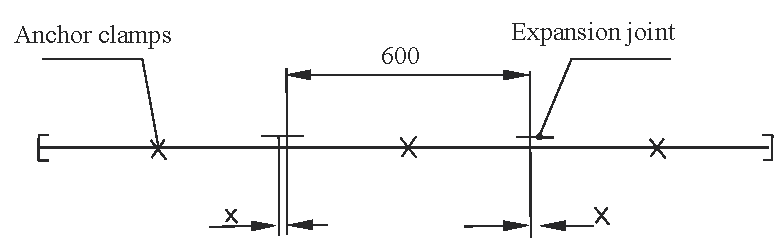 Anchor clamps
Expansion joint
600
X
X